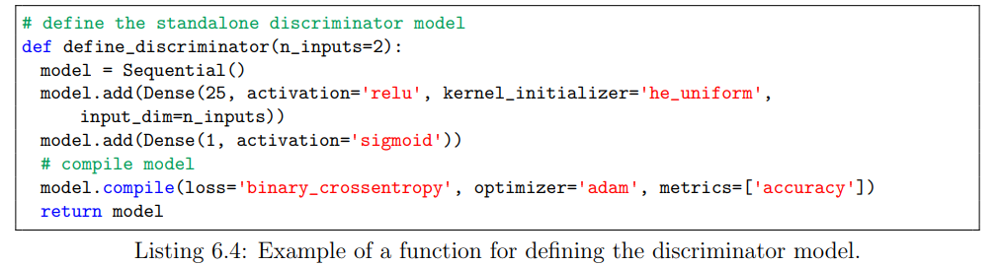 # define the standalone discriminator model
def define_discriminator(n_inputs=2):
  model = Sequential()
  model.add(Dense(25, activation='relu', kernel_initializer='he_uniform',
      input_dim=n_inputs))
  model.add(Dense(1, activation='sigmoid'))
  # compile model
  model.compile(loss='binary_crossentropy', optimizer='adam', metrics=['accuracy'])
  return model
Listing 6.4: Example of a function for defining the discriminator model.